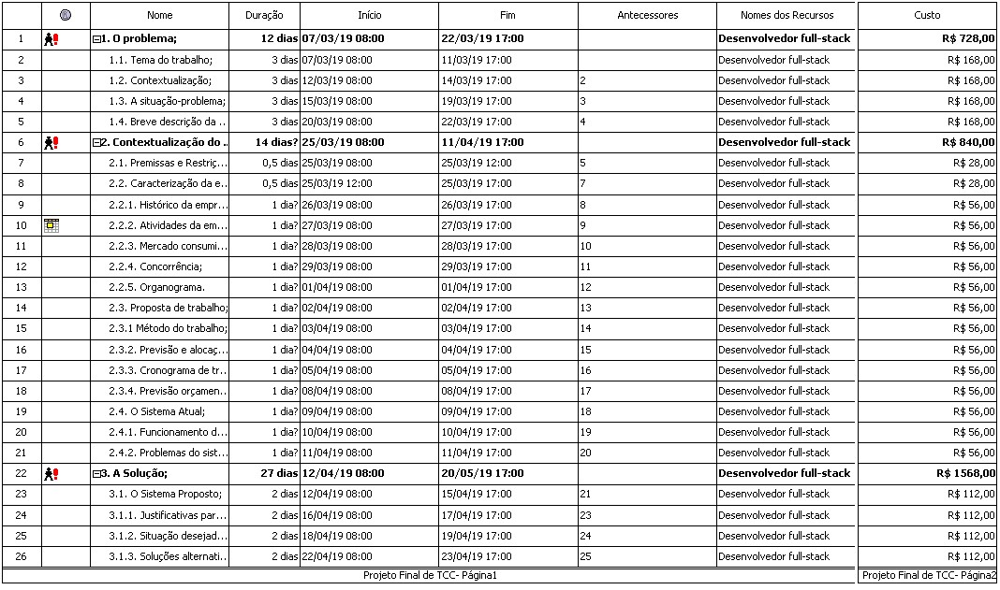 Nome Duração Início Fim Antecessores Nomes dos Recursos Custo
1 1. O problema; 12 dias 07/03/19 08:00 22/03/19 17:00 Desenvolvedor full-stack R$ 728,00
2 1.1. Tema do trabalho; 3 dias 07/03/19 08:00 11/03/19 17:00 Desenvolvedor full-stack R$ 168,00
3 1.2. Contextualização; 3 dias 12/03/19 08:00 14/03/19 17:00 2 Desenvolvedor full-stack R$ 168,00
4 1.3. A situação-problema; 3 dias 15/03/19 08:00 19/03/19 17:00 3 Desenvolvedor full-stack R$ 168,00
5 1.4. Breve descrição da .. 3 dias 20/03/19 08:00 22/03/19 17:00 4 Desenvolvedor full-stack R$ 168,00
6 2. Contextualização do .. 14 dias? 25/03/19 08:00 11/04/19 17:00 Desenvolvedor full-stack R$ 840,00
7 2.1. Premissas e Restriç... 0,5 dias 25/03/19 08:00 25/03/19 12:00 5 Desenvolvedor full-stack R$ 28,00
8 2.2. Caracterização da e... 0,5 dias 25/03/19 12:00 25/03/19 17:00 7 Desenvolvedor full-stack R$ 28,00
9 2.2.1. Histórico da empr... 1 dia? 26/03/19 08:00 26/03/19 17:00 8 Desenvolvedor full-stack R$ 56,00
10 2.2.2. Atividades da em... 1 dia? 27/03/19 08:00 27/03/19 17:00 9 Desenvolvedor full-stack R$ 56,00
11 2.2.3. Mercado consumi... 1 dia? 28/03/19 08:00 28/03/19 17:00 10 Desenvolvedor full-stack R$ 56,00
12 2.2.4. Concorrência; 1 dia? 29/03/19 08:00 29/03/19 17:00 11 Desenvolvedor full-stack R$ 56,00
13 2.2.5. Organograma. 1 dia? 01/04/19 08:00 01/04/19 17:00 12 Desenvolvedor full-stack R$ 56,00
14 2.3. Proposta de trabalho; 1 dia? 02/04/19 08:00 02/04/19 17:00 13 Desenvolvedor full-stack R$ 56,00
15 2.3.1 Método do trabalho; 1 dia? 03/04/19 08:00 03/04/19 17:00 14 Desenvolvedor full-stack R$ 56,00
16 2.3.2. Previsão e alocaç... 1 dia? 04/04/19 08:00 04/04/19 17:00 15 Desenvolvedor full-stack R$ 56,00
17 2.3.3. Cronograma de tr... 1 dia? 05/04/19 08:00 05/04/19 17:00 16 Desenvolvedor full-stack R$ 56,00
18 2.3.4. Previsão orçamen.. 1 dia? 08/04/19 08:00 08/04/19 17:00 17 Desenvolvedor full-stack R$ 56,00
19 2.4. O Sistema Atual; 1 dia? 09/04/19 08:00 09/04/19 17:00 18 Desenvolvedor full-stack R$ 56,00
20 2.4.1. Funcionamento d... 1 dia? 10/04/19 08:00 10/04/19 17:00 19 Desenvolvedor full-stack R$ 56,00
21 2.4.2. Problemas do sist... 1 dia? 11/04/19 08:00 11/04/19 17:00 20 Desenvolvedor full-stack R$ 56,00
22 3. A Solução; 27 dias 12/04/19 08:00 20/05/19 17:00 Desenvolvedor full-stack R$ 1568,00
23 3.1. O Sistema Proposto; 2 dias 12/04/19 08:00 15/04/19 17:00 21 Desenvolvedor full-stack R$ 112,00
24 3.1.1. Justificativas par... 2 dias 16/04/19 08:00 17/04/19 17:00 23 Desenvolvedor full-stack R$ 112,00
25 3.1.2. Situação desejad... 2 dias 18/04/19 08:00 19/04/19 17:00 24 Desenvolvedor full-stack R$ 112,00
26 3.1.3. Soluções alternati.. 2 dias 22/04/19 08:00 23/04/19 17:00 25 Desenvolvedor full-stack R$ 112,00
Projeto Final de TCC- Página1 Projeto Final de TCC- Página2